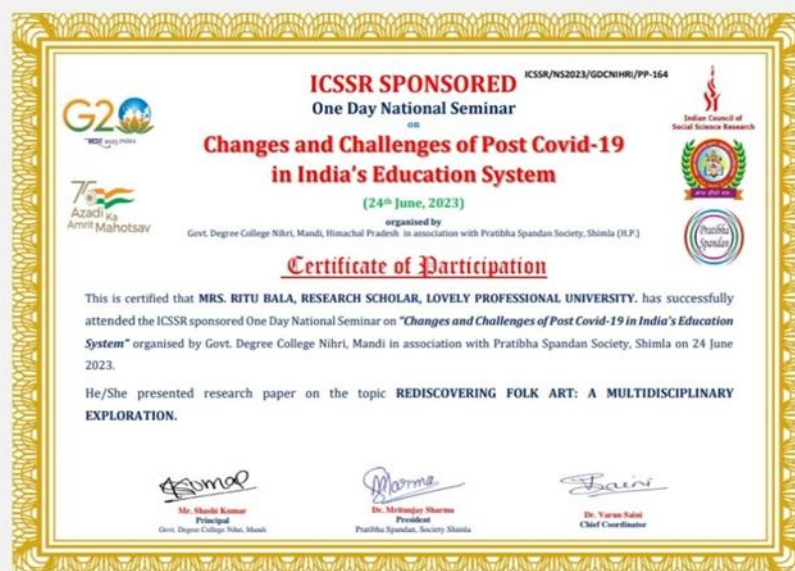 ICSSR/NS2023/GDCNIHRI/PP-164
ICSSR SPONSORED
One Day National Seminar
on
Changes and Challenges of Post Covid-19
in India's Education System
(24th June, 2023)
organised by
Govt. Degree College Nihri, Mandi, Himachal Pradesh in association with Pratibha Spandan Society, Shimla (H.P.)
G20
भारत 2023 INDIA
75
Azadi Ka
Amrit Mahotsav
Indian Council of
Social Science Research
Pratibha
Spandan
Certificate of Participation
This is certified that MRS. RITU BALA, RESEARCH SCHOLAR, LOVELY PROFESSIONAL UNIVERSITY. has successfully
attended the ICSSR sponsored One Day National Seminar on "Changes and Challenges of Post Covid-19 in India's Education
System" organised by Govt. Degree College Nihri, Mandi in association with Pratibha Spandan Society, Shimla on 24 June
2023.
He/She presented research paper on the topic REDISCOVERING FOLK ART: A MULTIDISCIPLINARY
EXPLORATION.
Mr. Shashi Kumar
Principal
Govt. Degree College Nihri, Mandi
Dr. Mritunjay Sharma
President
Pratibha Spandan, Society Shimla
Dr. Varun Saini
Chief Coordinator